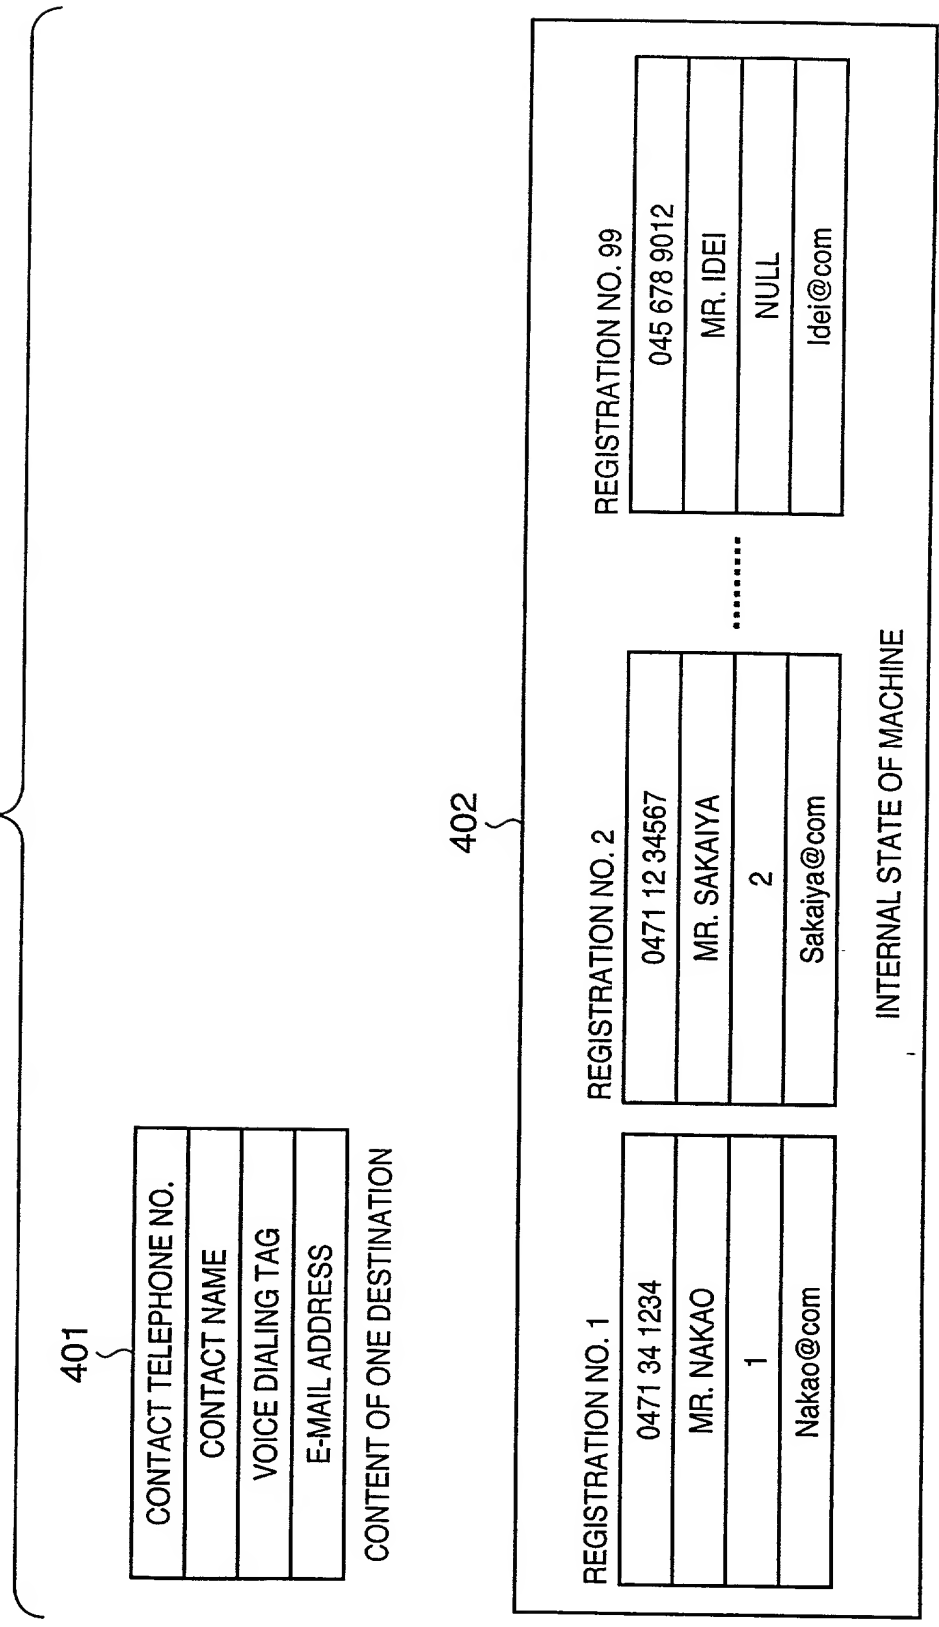 401
CONTACT TELEPHONE NO.
CONTACT NAME
VOICE DIALING TAG
E-MAIL ADDRESS
CONTENT OF ONE DESTINATION
402
REGISTRATION NO. 1
0471 34 1234
MR. NAKAO
1
Nakao@com
REGISTRATION NO. 2
0471 12 34567
MR. SAKAIYA
2
Sakaiya@com
.........
REGISTRATION NO. 99
045 678 9012
MR. IDEI
NULL
Idei@com
INTERNAL STATE OF MACHINE